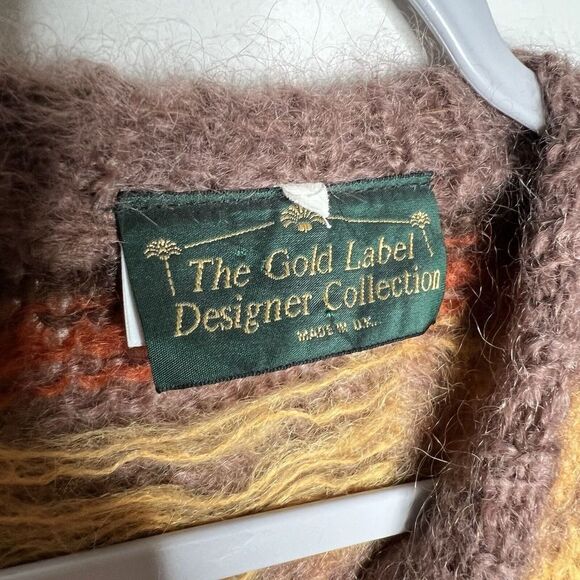 The Gold Label
Designer Collection
MADE IN U.K.